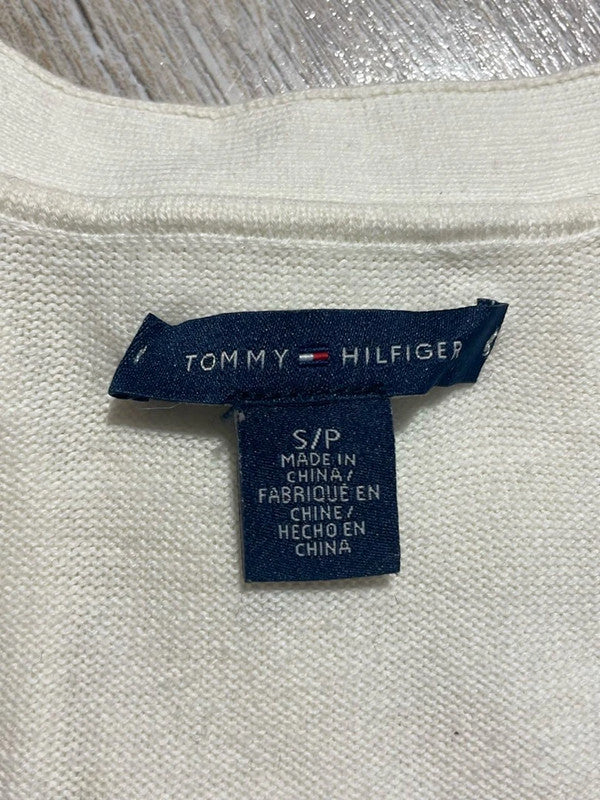 TOMMY HILFIGER
S/P
MADE IN
CHINA/
FABRIQUÉ EN
CHINE/
HECHO EN
CHINA